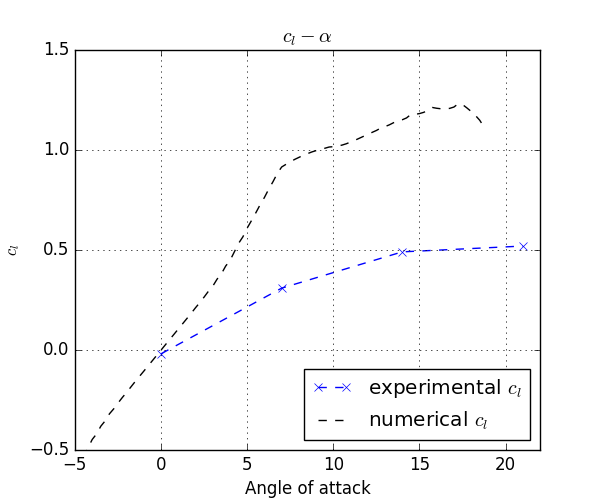 c_l − α
1.5
1.0
0.5
0.0
−0.5
c_l
−5 0 5 10 15 20
Angle of attack
experimental c_l
numerical c_l